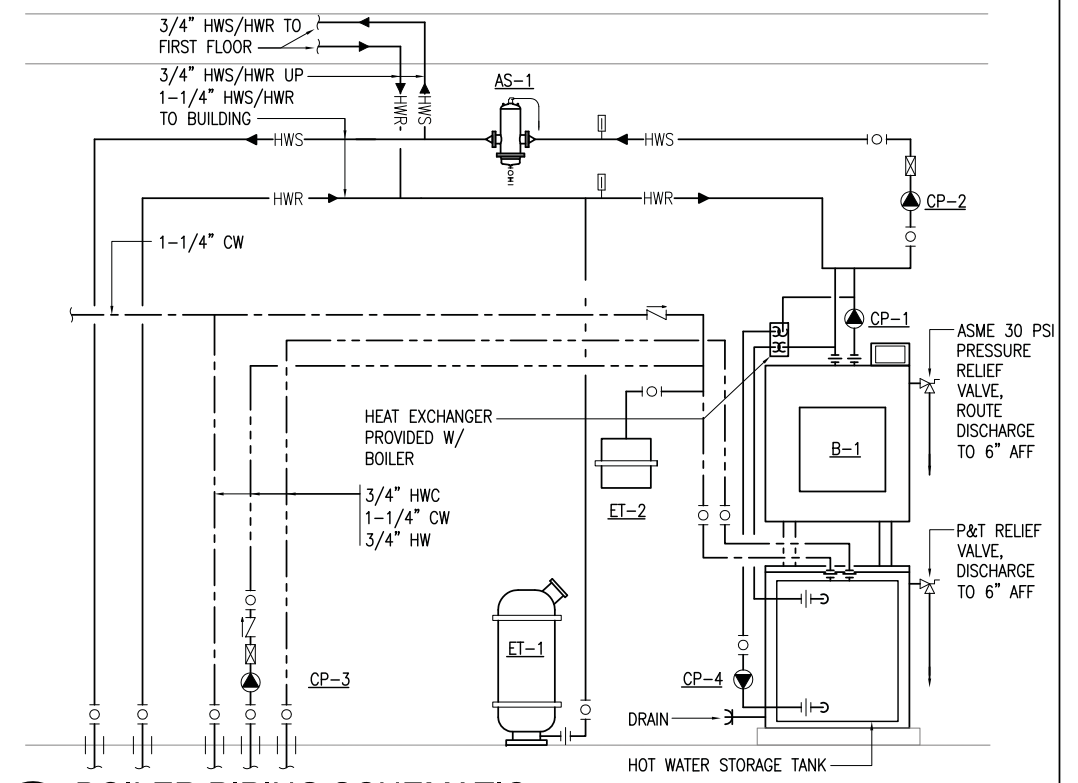 3/4" HWS/HWR TO
FIRST FLOOR
3/4" HWS/HWR UP
1-1/4" HWS/HWR
TO BUILDING
HWR
HWS
AS-1
HWS
HWS
HWR
HWR
CP-2
1-1/4" CW
CP-1
ASME 30 PSI
PRESSURE
RELIEF
VALVE,
ROUTE
DISCHARGE
TO 6" AFF
HEAT EXCHANGER
PROVIDED W/
BOILER
B-1
3/4" HWC
1-1/4" CW
3/4" HW
ET-2
P&T RELIEF
VALVE,
DISCHARGE
TO 6" AFF
ET-1
CP-3
CP-4
DRAIN
HOT WATER STORAGE TANK
BOILER PIPING SCHEMATIC